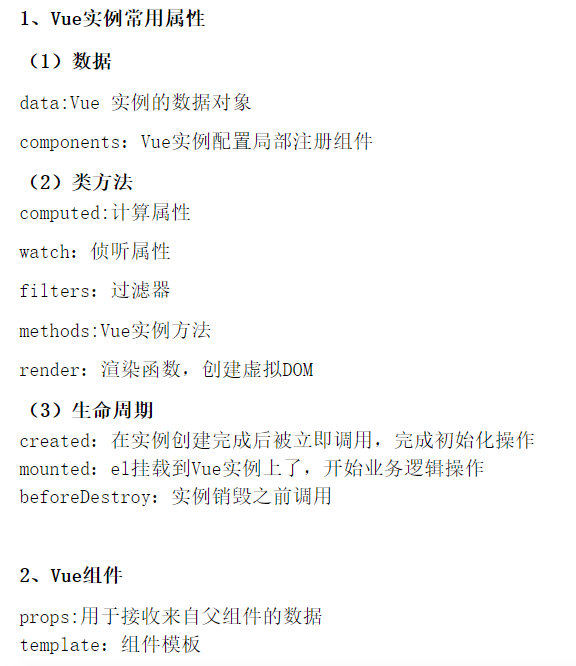 1、Vue实例常用属性
（1）数据
data:Vue 实例的数据对象
components：Vue实例配置局部注册组件
（2）类方法
computed:计算属性
watch：侦听属性
filters：过滤器
methods:Vue实例方法
render：渲染函数，创建虚拟DOM
（3）生命周期
created：在实例创建完成后被立即调用，完成初始化操作
mounted：el挂载到Vue实例上了，开始业务逻辑操作
beforeDestroy：实例销毁之前调用
2、Vue组件
props:用于接收来自父组件的数据
template：组件模板